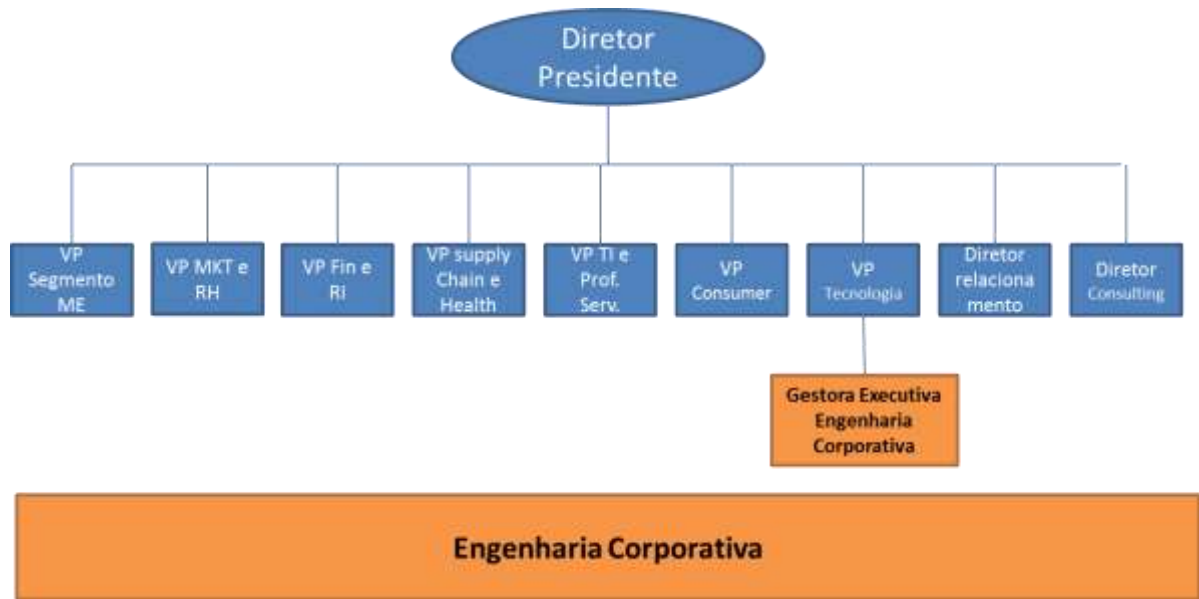 Diretor
Presidente
VP
Segmento
ME
VP MKT e
RH
VP Fin e
RI
VP supply
Chain e
Health
VP TI e
Prof.
Serv.
VP
Consumer
VP
Tecnologia
Diretor
relaciona
mento
Diretor
Consulting
Gestora Executiva
Engenharia
Corporativa
Engenharia Corporativa